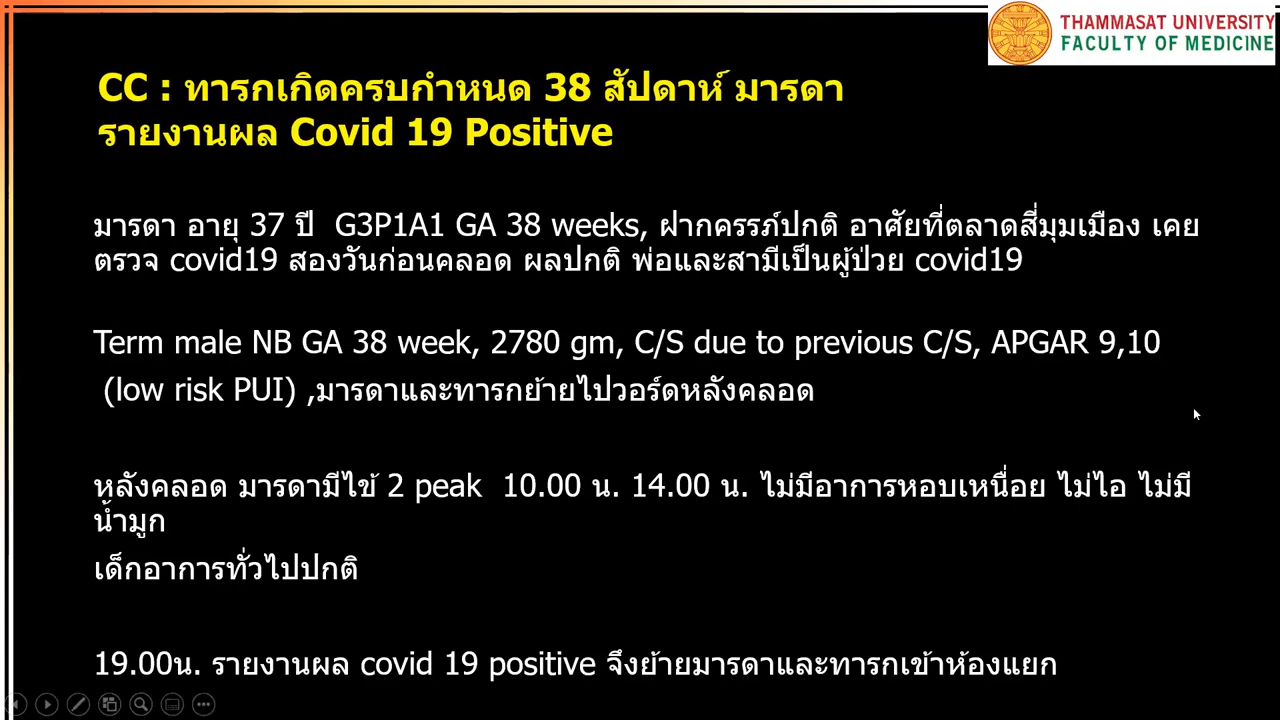 THAMMASAT UNIVERSITY
FACULTY OF MEDICINE
CC : ทารกเกิดครบกำหนด 38 สัปดาห์ มารดา
รายงานผล Covid 19 Positive
มารดา อายุ 37 ปี G3P1A1 GA 38 weeks, ฝากครรภ์ปกติ อาศัยที่ตลาดสี่มุมเมือง เคย
ตรวจ covid19 สองวันก่อนคลอด ผลปกติ พ่อและสามีเป็นผู้ป่วย covid19
Term male NB GA 38 week, 2780 gm, C/S due to previous C/S, APGAR 9,10
(low risk PUI) ,มารดาและทารกย้ายไปวอร์ดหลังคลอด
หลังคลอด มารดามีไข้ 2 peak 10.00 น. 14.00 น. ไม่มีอาการหอบเหนื่อย ไม่ไอ ไม่มี
น้ำมูก
เด็กอาการทั่วไปปกติ
19.00น. รายงานผล covid 19 positive จึงย้ายมารดาและทารกเข้าห้องแยก